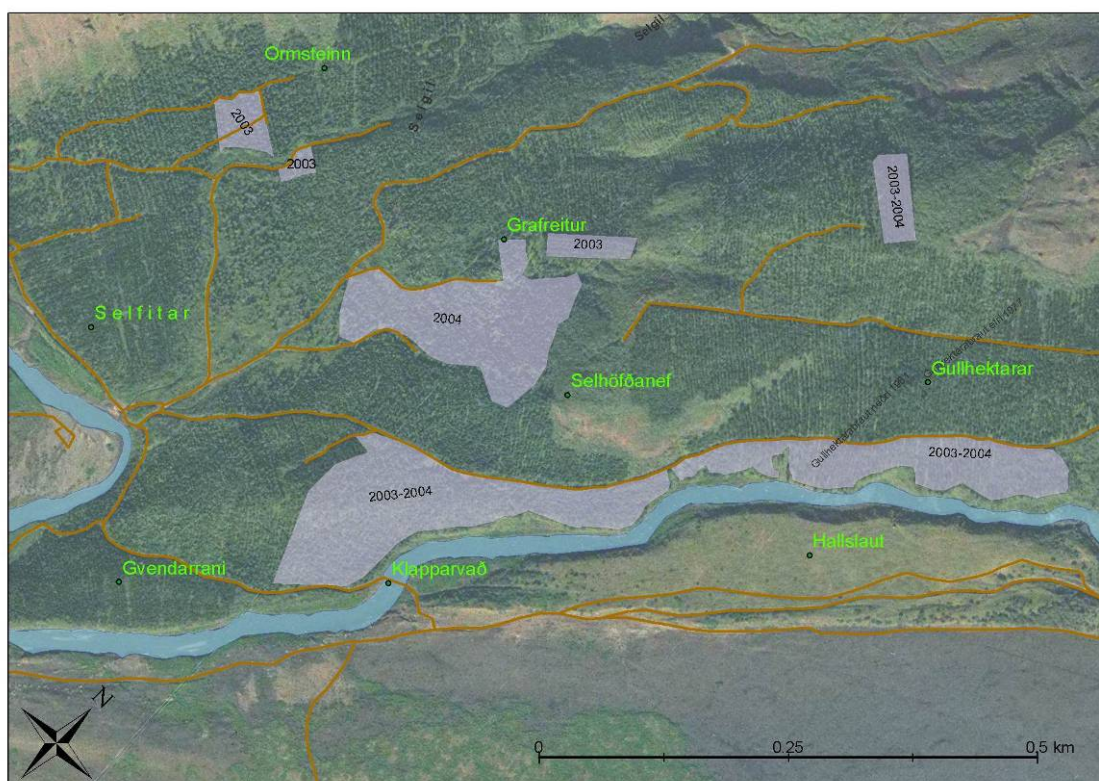 Selgil
Ormsteinn
Selgil
2003
2003
2003-2004
Grafreitur
2003
2004
Selfitar
Gullhektarar
Selhöfðanef
2003-2004
2003-2004
Hallslaut
Gvendarrani
Klapparvað
N
0
0.25
0.5 km